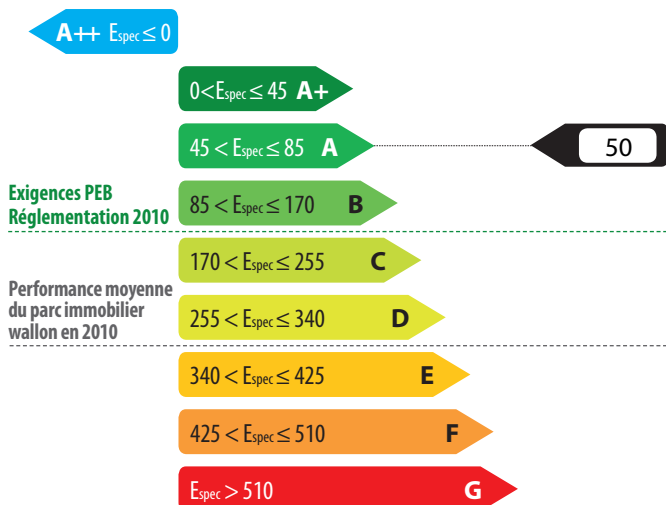 A++ Espec ≤ 0
0<Espec ≤ 45 A+
45 < Espec ≤ 85 A
50
Exigences PEB
Réglementation 2010
85 < Espec ≤ 170 B
170 < Espec ≤ 255 C
Performance moyenne
du parc immobilier
wallon en 2010
255 < Espec ≤ 340 D
340 < Espec ≤ 425 E
425 < Espec ≤ 510 F
Espec > 510 G